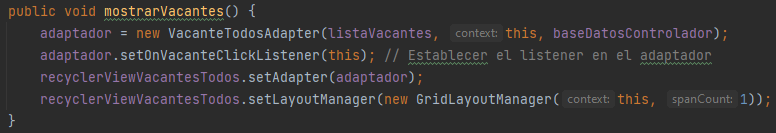 public void mostrarVacantes() {
adaptador = new VacanteTodosAdapter(listaVacantes, context: this, baseDatosControlador);
adaptador.setOnVacanteClickListener(this); // Establecer el listener en el adaptador
recyclerViewVacantesTodos.setAdapter(adaptador);
recyclerViewVacantesTodos.setLayoutManager(new GridLayoutManager( context: this, spanCount: 1));
}